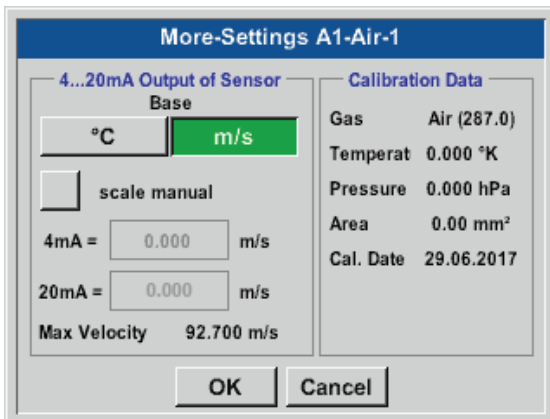 More-Settings A1-Air-1
4...20mA Output of Sensor
Base
°C
m/s
scale manual
4mA = 0.000 m/s
20mA = 0.000 m/s
Max Velocity 92.700 m/s
Calibration Data
Gas Air (287.0)
Temperat 0.000 °K
Pressure 0.000 hPa
Area 0.00 mm²
Cal. Date 29.06.2017
OK
Cancel